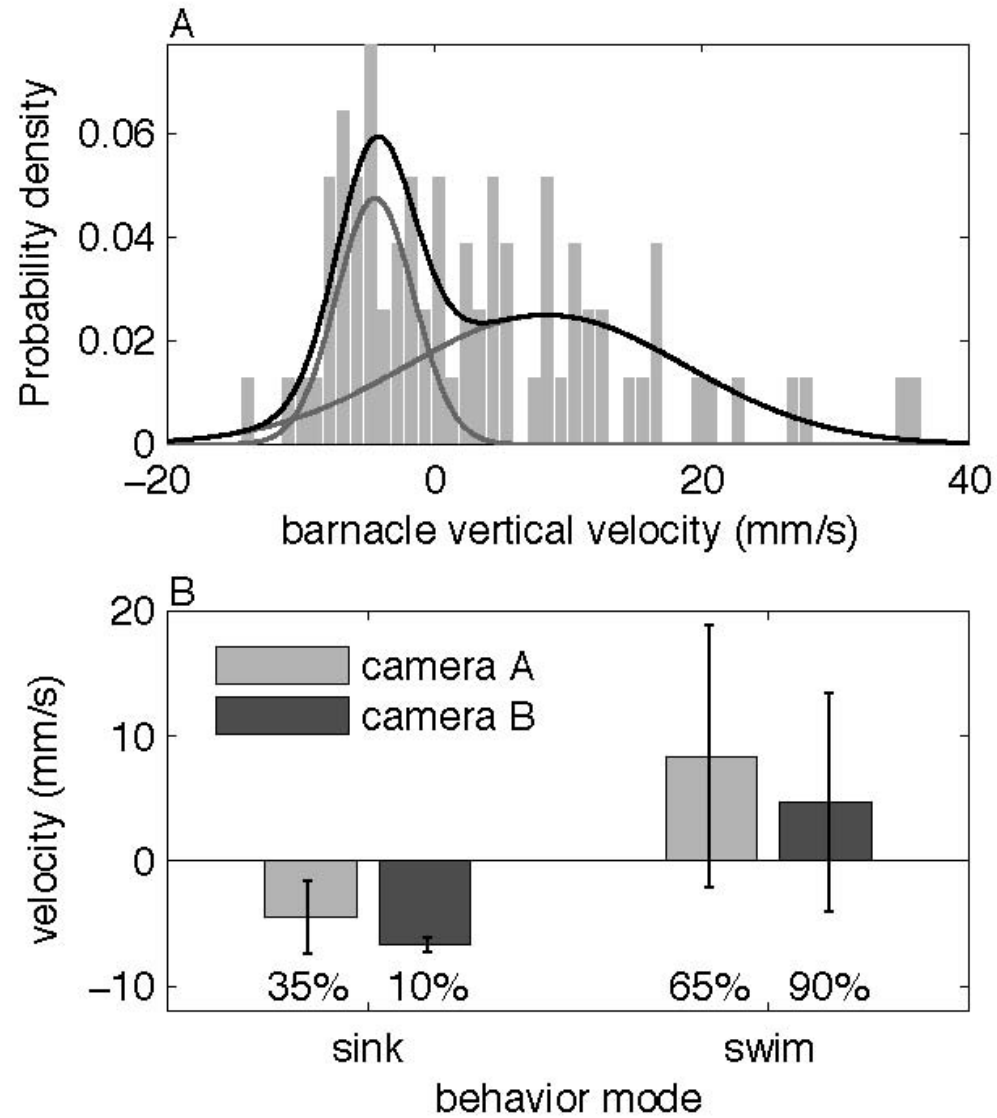 A
Probability density
0.06
0.04
0.02
0
−20 0 20 40
barnacle vertical velocity (mm/s)
B
velocity (mm/s)
20
10
0
−10
camera A
camera B
35% 10% 65% 90%
sink swim
behavior mode